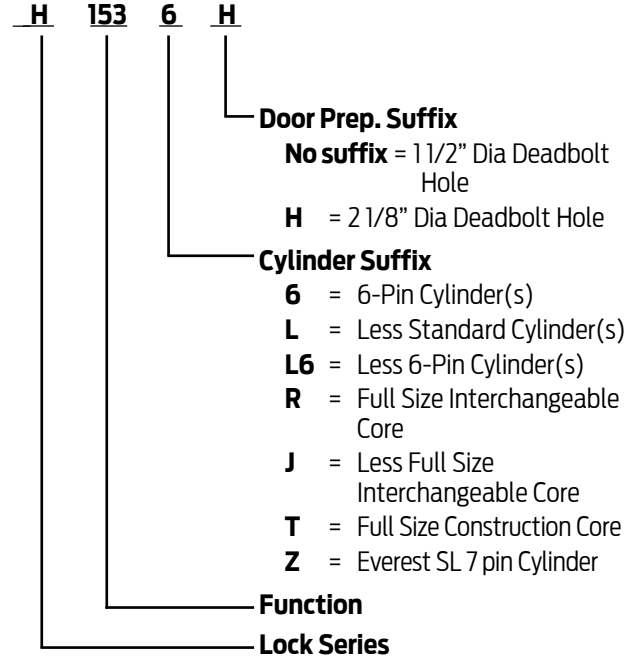 H 153 6 H
Door Prep. Suffix
No suffix = 1 1/2” Dia Deadbolt
Hole
H = 2 1/8” Dia Deadbolt Hole
Cylinder Suffix
6 = 6-Pin Cylinder(s)
L = Less Standard Cylinder(s)
L6 = Less 6-Pin Cylinder(s)
R = Full Size Interchangeable
Core
J = Less Full Size
Interchangeable Core
T = Full Size Construction Core
Z = Everest SL 7 pin Cylinder
Function
Lock Series